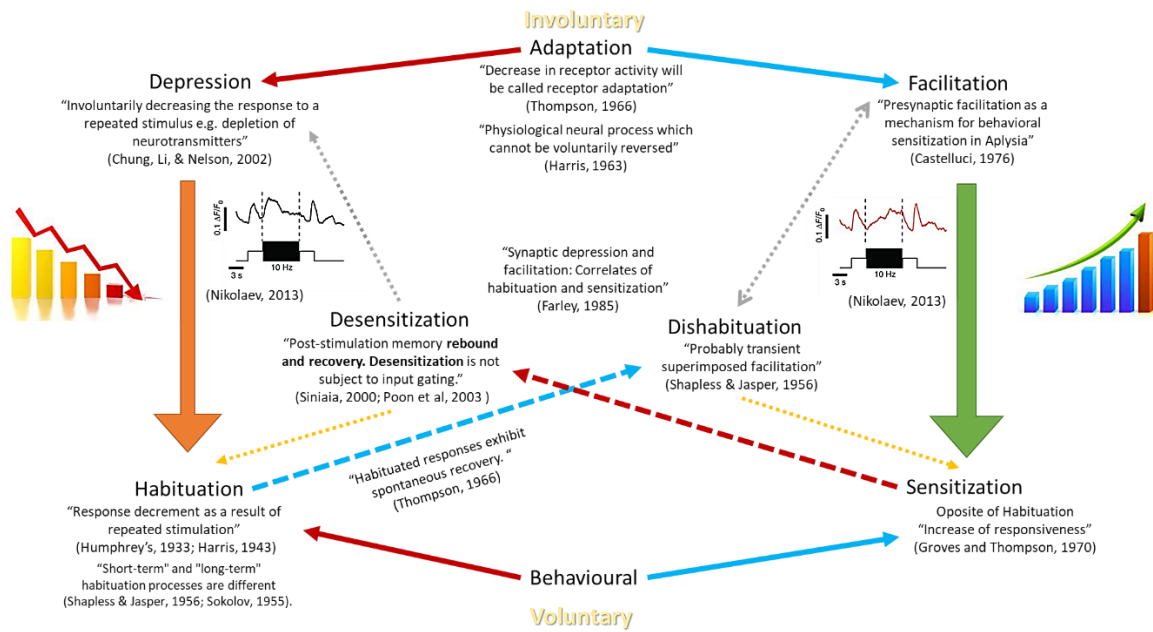 Involuntary
Adaptation
“Decrease in receptor activity will
be called receptor adaptation”
(Thompson, 1966)
“Physiological neural process which
cannot be voluntarily reversed”
(Harris, 1963)
Depression
“Involuntarily decreasing the response to a
repeated stimulus e.g. depletion of
neurotransmitters”
(Chung, Li, & Nelson, 2002)
Facilitation
“Presynaptic facilitation as a
mechanism for behavioral
sensitization in Aplysia”
(Castelluci, 1976)
0.1 ΔF/F₀
3 s
10 Hz
(Nikolaev, 2013)
“Synaptic depression and
facilitation: Correlates of
habituation and sensitization”
(Farley, 1985)
0.1 ΔF/F₀
3 s
10 Hz
(Nikolaev, 2013)
Desensitization
“Post-stimulation memory rebound
and recovery. Desensitization is not
subject to input gating.”
(Siniaia, 2000; Poon et al, 2003 )
Dishabituation
“Probably transient
superimposed facilitation”
(Shapless & Jasper, 1956)
“Habituated responses exhibit
spontaneous recovery. “
(Thompson, 1966)
Habituation
“Response decrement as a result of
repeated stimulation”
(Humphrey’s, 1933; Harris, 1943)
"Short-term" and "long-term"
habituation processes are different
(Shapless & Jasper, 1956; Sokolov, 1955).
Sensitization
Oposite of Habituation
“Increase of responsiveness”
(Groves and Thompson, 1970)
Behavioural
Voluntary